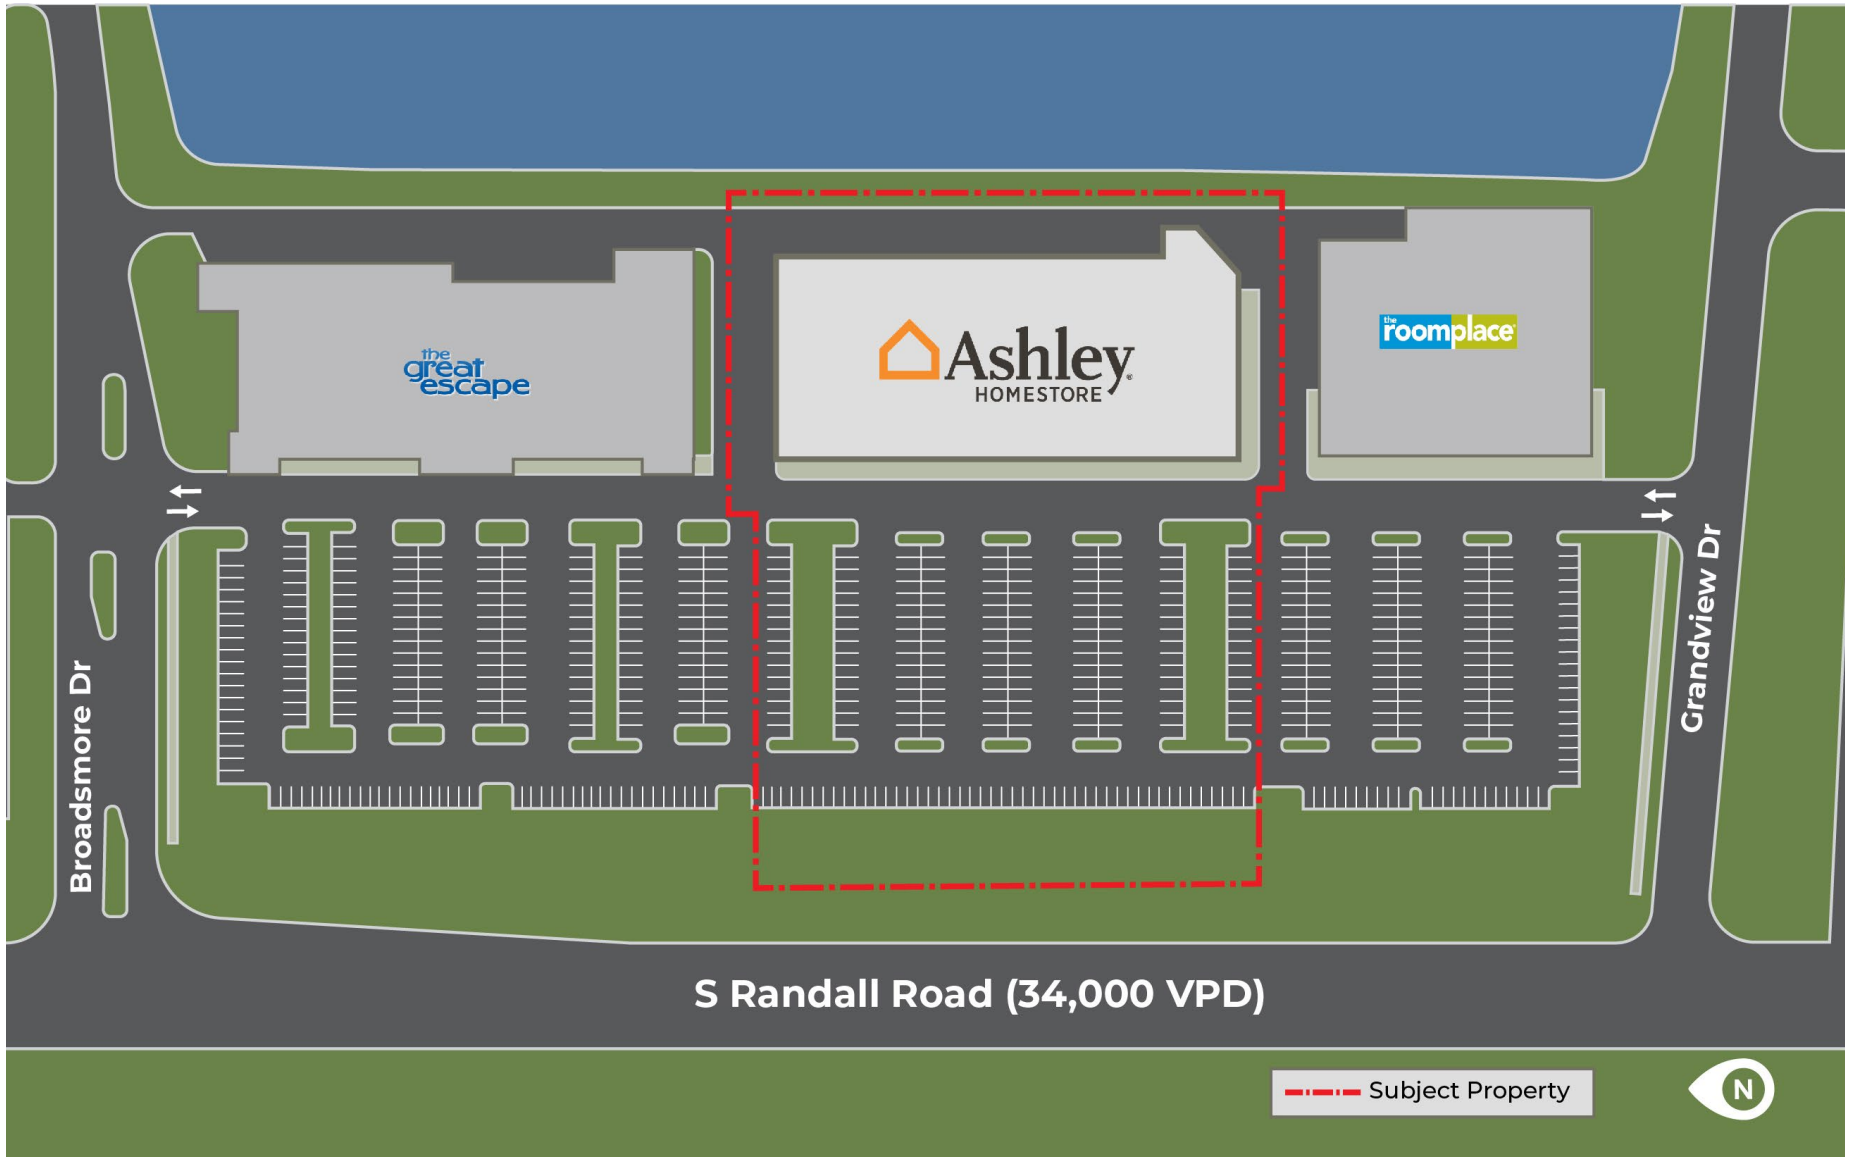 the
great
escape
Ashley
HOMESTORE
the
roomplace
Broadsmore Dr
Grandview Dr
S Randall Road (34,000 VPD)
Subject Property
N